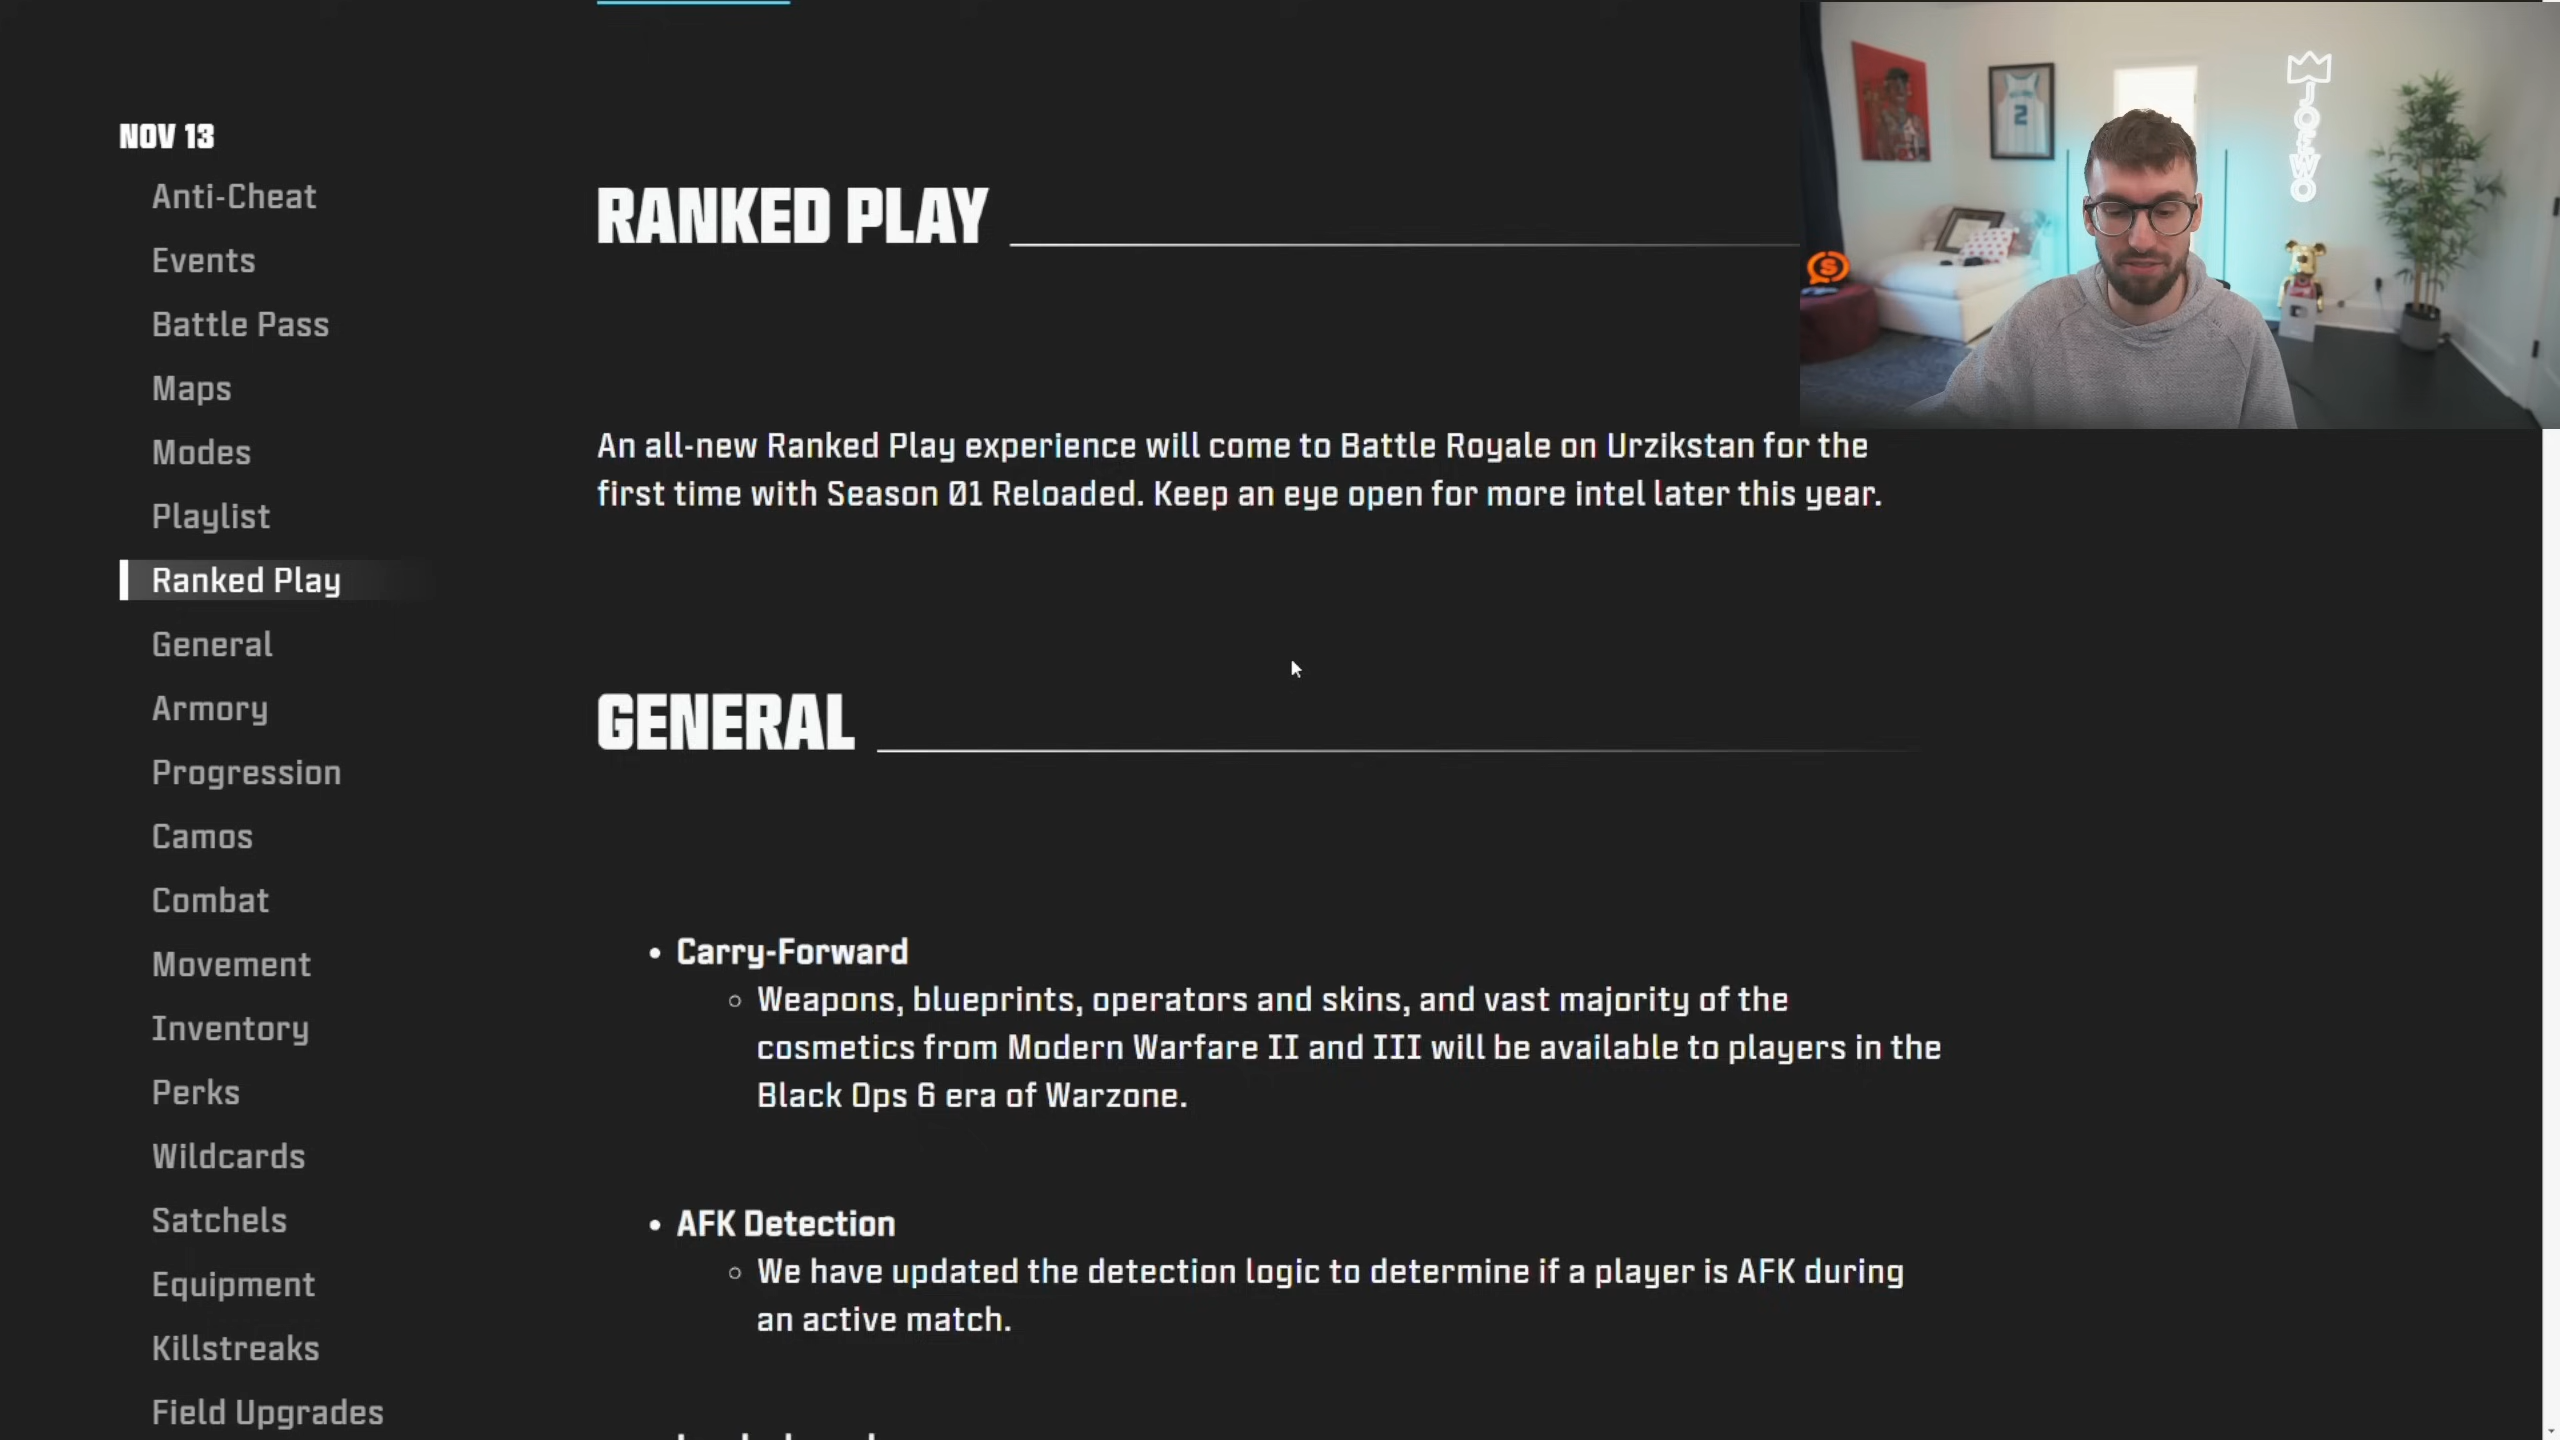 NOV 13
Anti-Cheat
Events
Battle Pass
Maps
Modes
Playlist
Ranked Play
General
Armory
Progression
Camos
Combat
Movement
Inventory
Perks
Wildcards
Satchels
Equipment
Killstreaks
Field Upgrades
RANKED PLAY
An all-new Ranked Play experience will come to Battle Royale on Urzikstan for the
first time with Season 01 Reloaded. Keep an eye open for more intel later this year.
GENERAL
• Carry-Forward
○ Weapons, blueprints, operators and skins, and vast majority of the
cosmetics from Modern Warfare II and III will be available to players in the
Black Ops 6 era of Warzone.
• AFK Detection
○ We have updated the detection logic to determine if a player is AFK during
an active match.
JOEWO
2
S